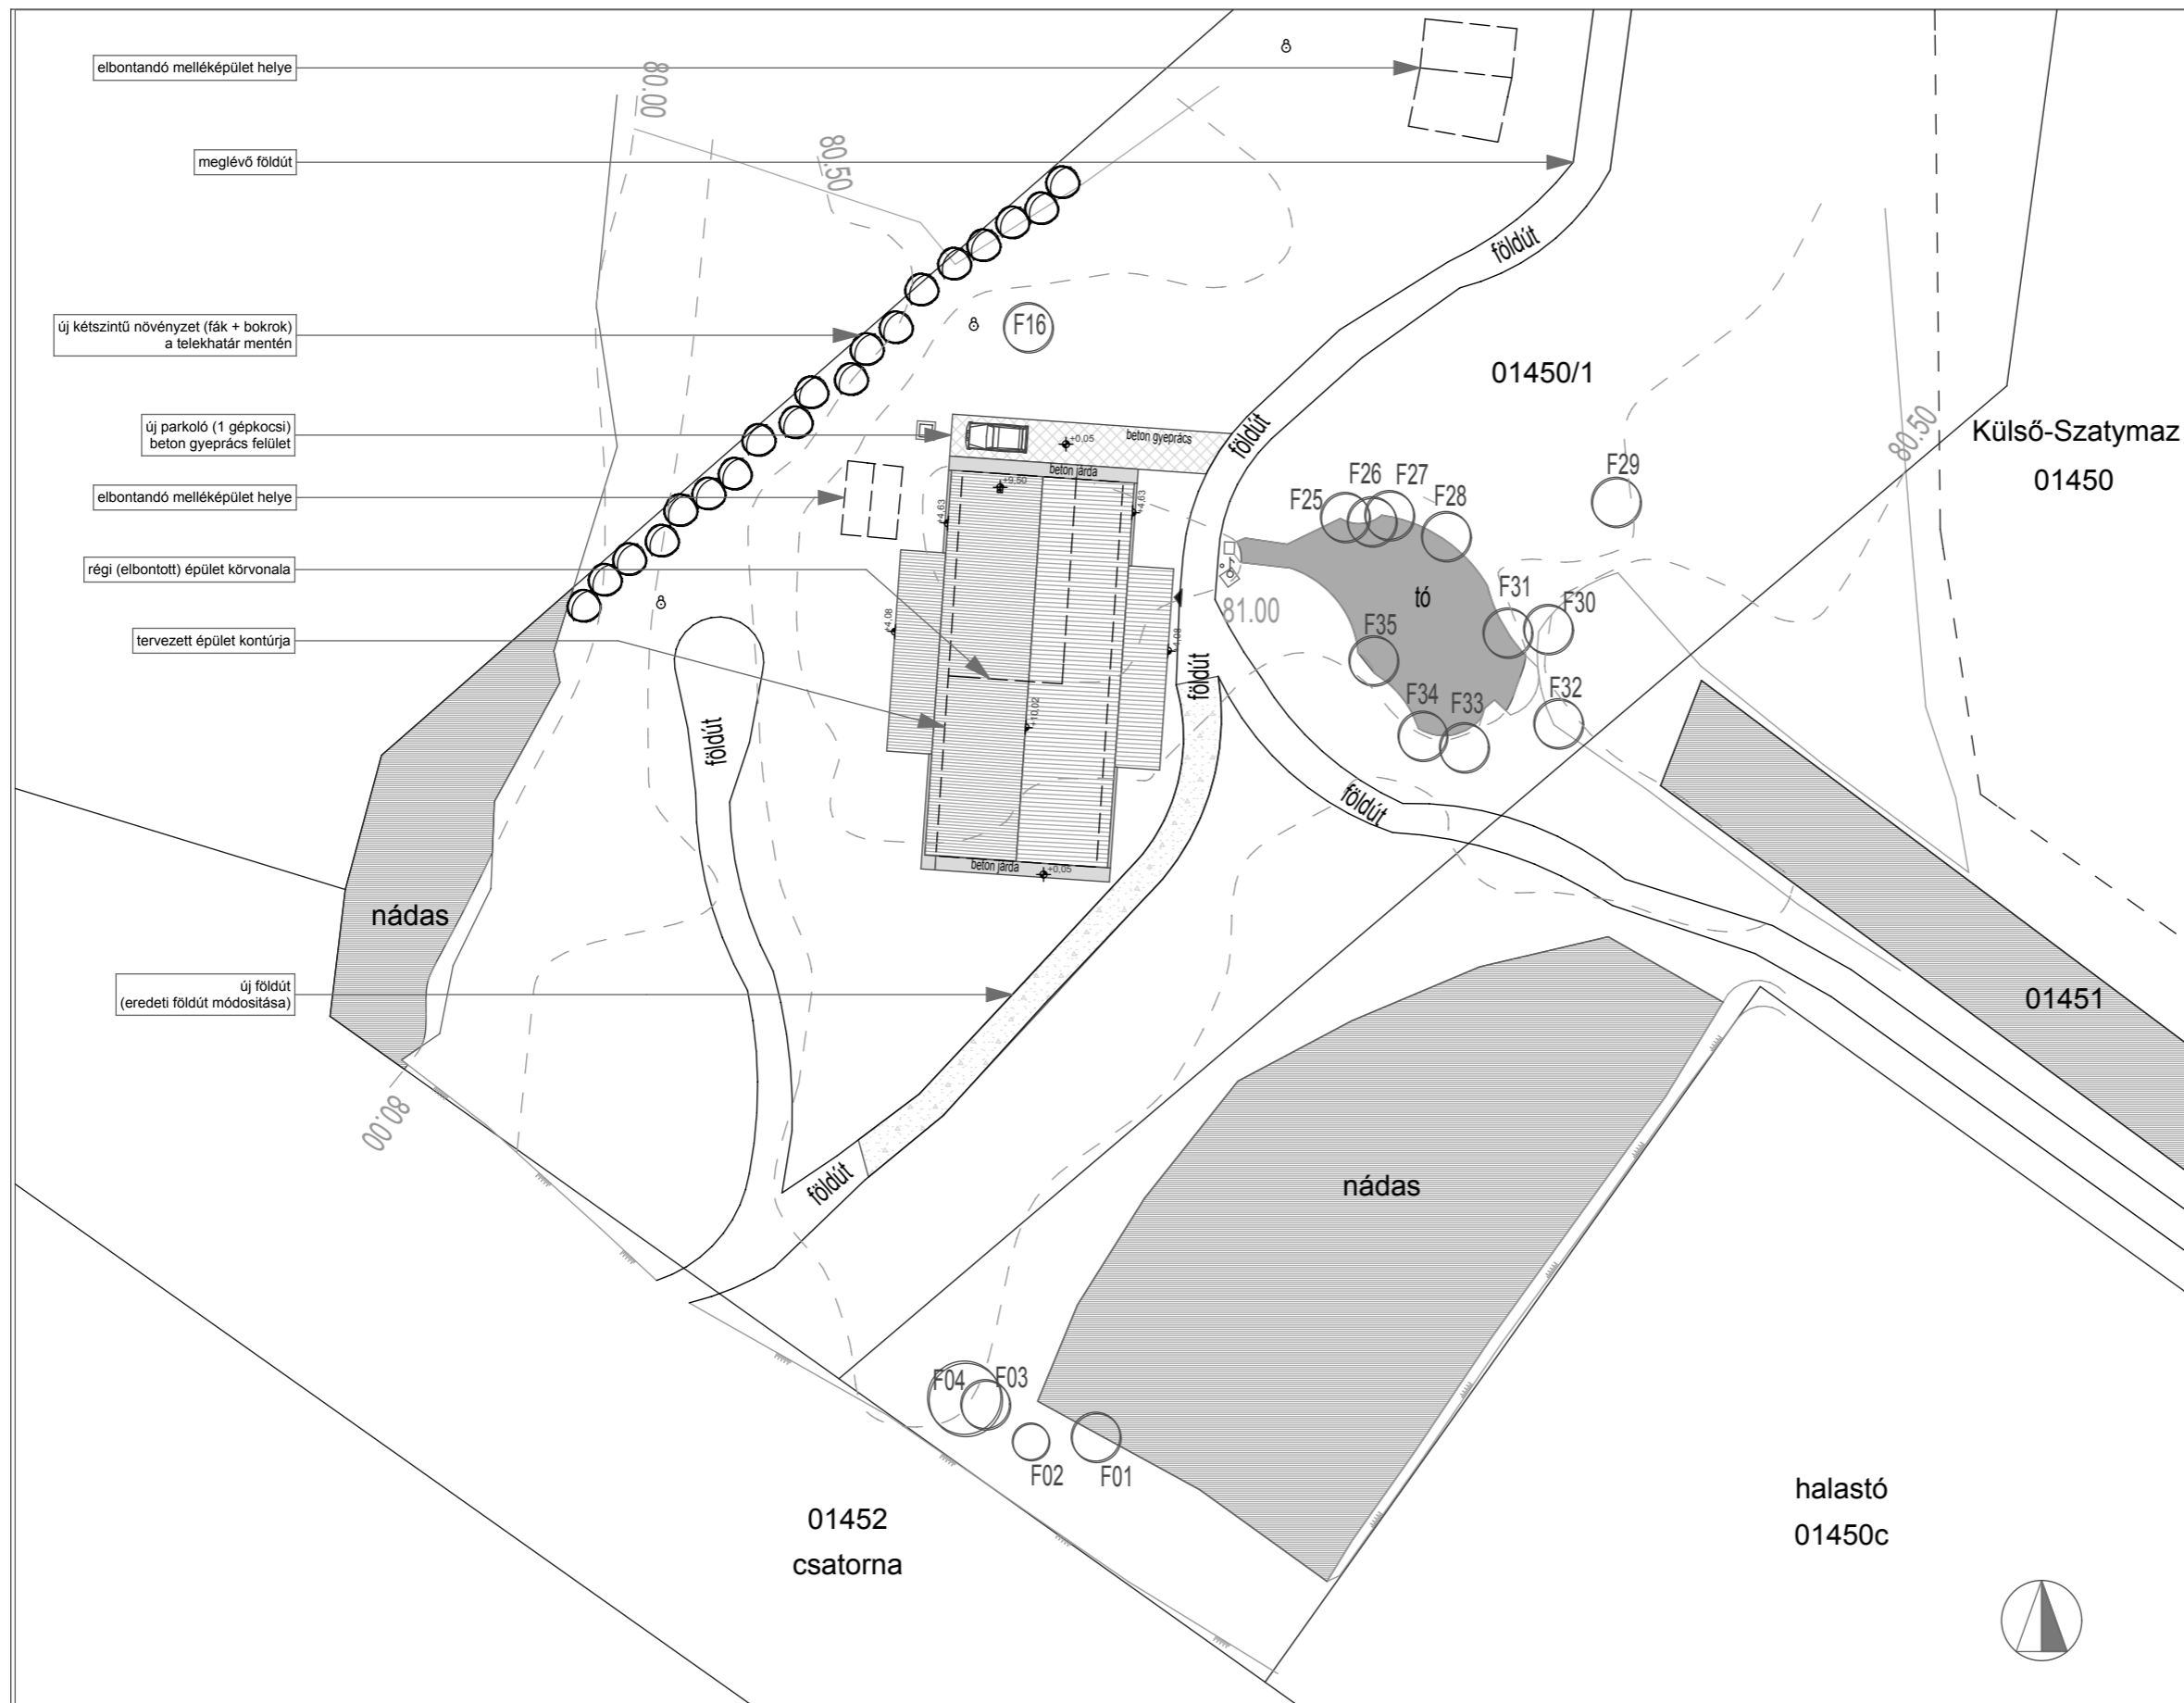 elbontandó melléképület helye
80.00
80.50
meglévő földút
földút
új kétszintű növényzet (fák + bokrok)
a telekhatár mentén
F16
01450/1
új parkoló (1 gépkocsi)
beton gyeprács felület
+0,05
beton gyeprács
földút
80.50
Külső-Szatymaz
01450
beton járda
F25
F26
F27
F28
F29
elbontandó melléképület helye
+9,50
+4,63
+4,63
régi (elbontott) épület körvonala
81.00
tó
F31
F30
F35
+4,08
+4,08
tervezett épület kontúrja
földút
földút
F34
F33
F32
+10,02
földút
beton járda
+0,05
nádas
új földút
(eredeti földút módosítása)
01451
80.00
földút
nádas
F04
F03
F02
F01
01452
csatorna
halastó
01450c